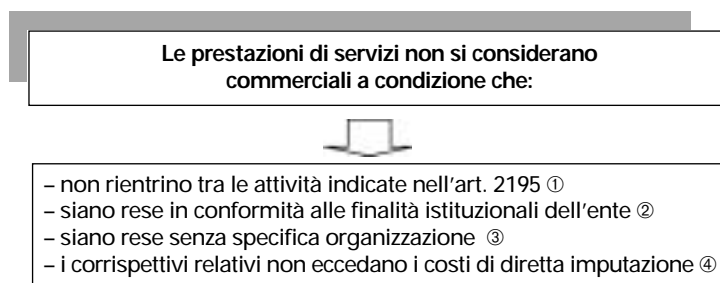 Le prestazioni di servizi non si considerano
commerciali a condizione che:
– non rientrino tra le attività indicate nell'art. 2195 ①
– siano rese in conformità alle finalità istituzionali dell'ente ②
– siano rese senza specifica organizzazione ③
– i corrispettivi relativi non eccedano i costi di diretta imputazione ④